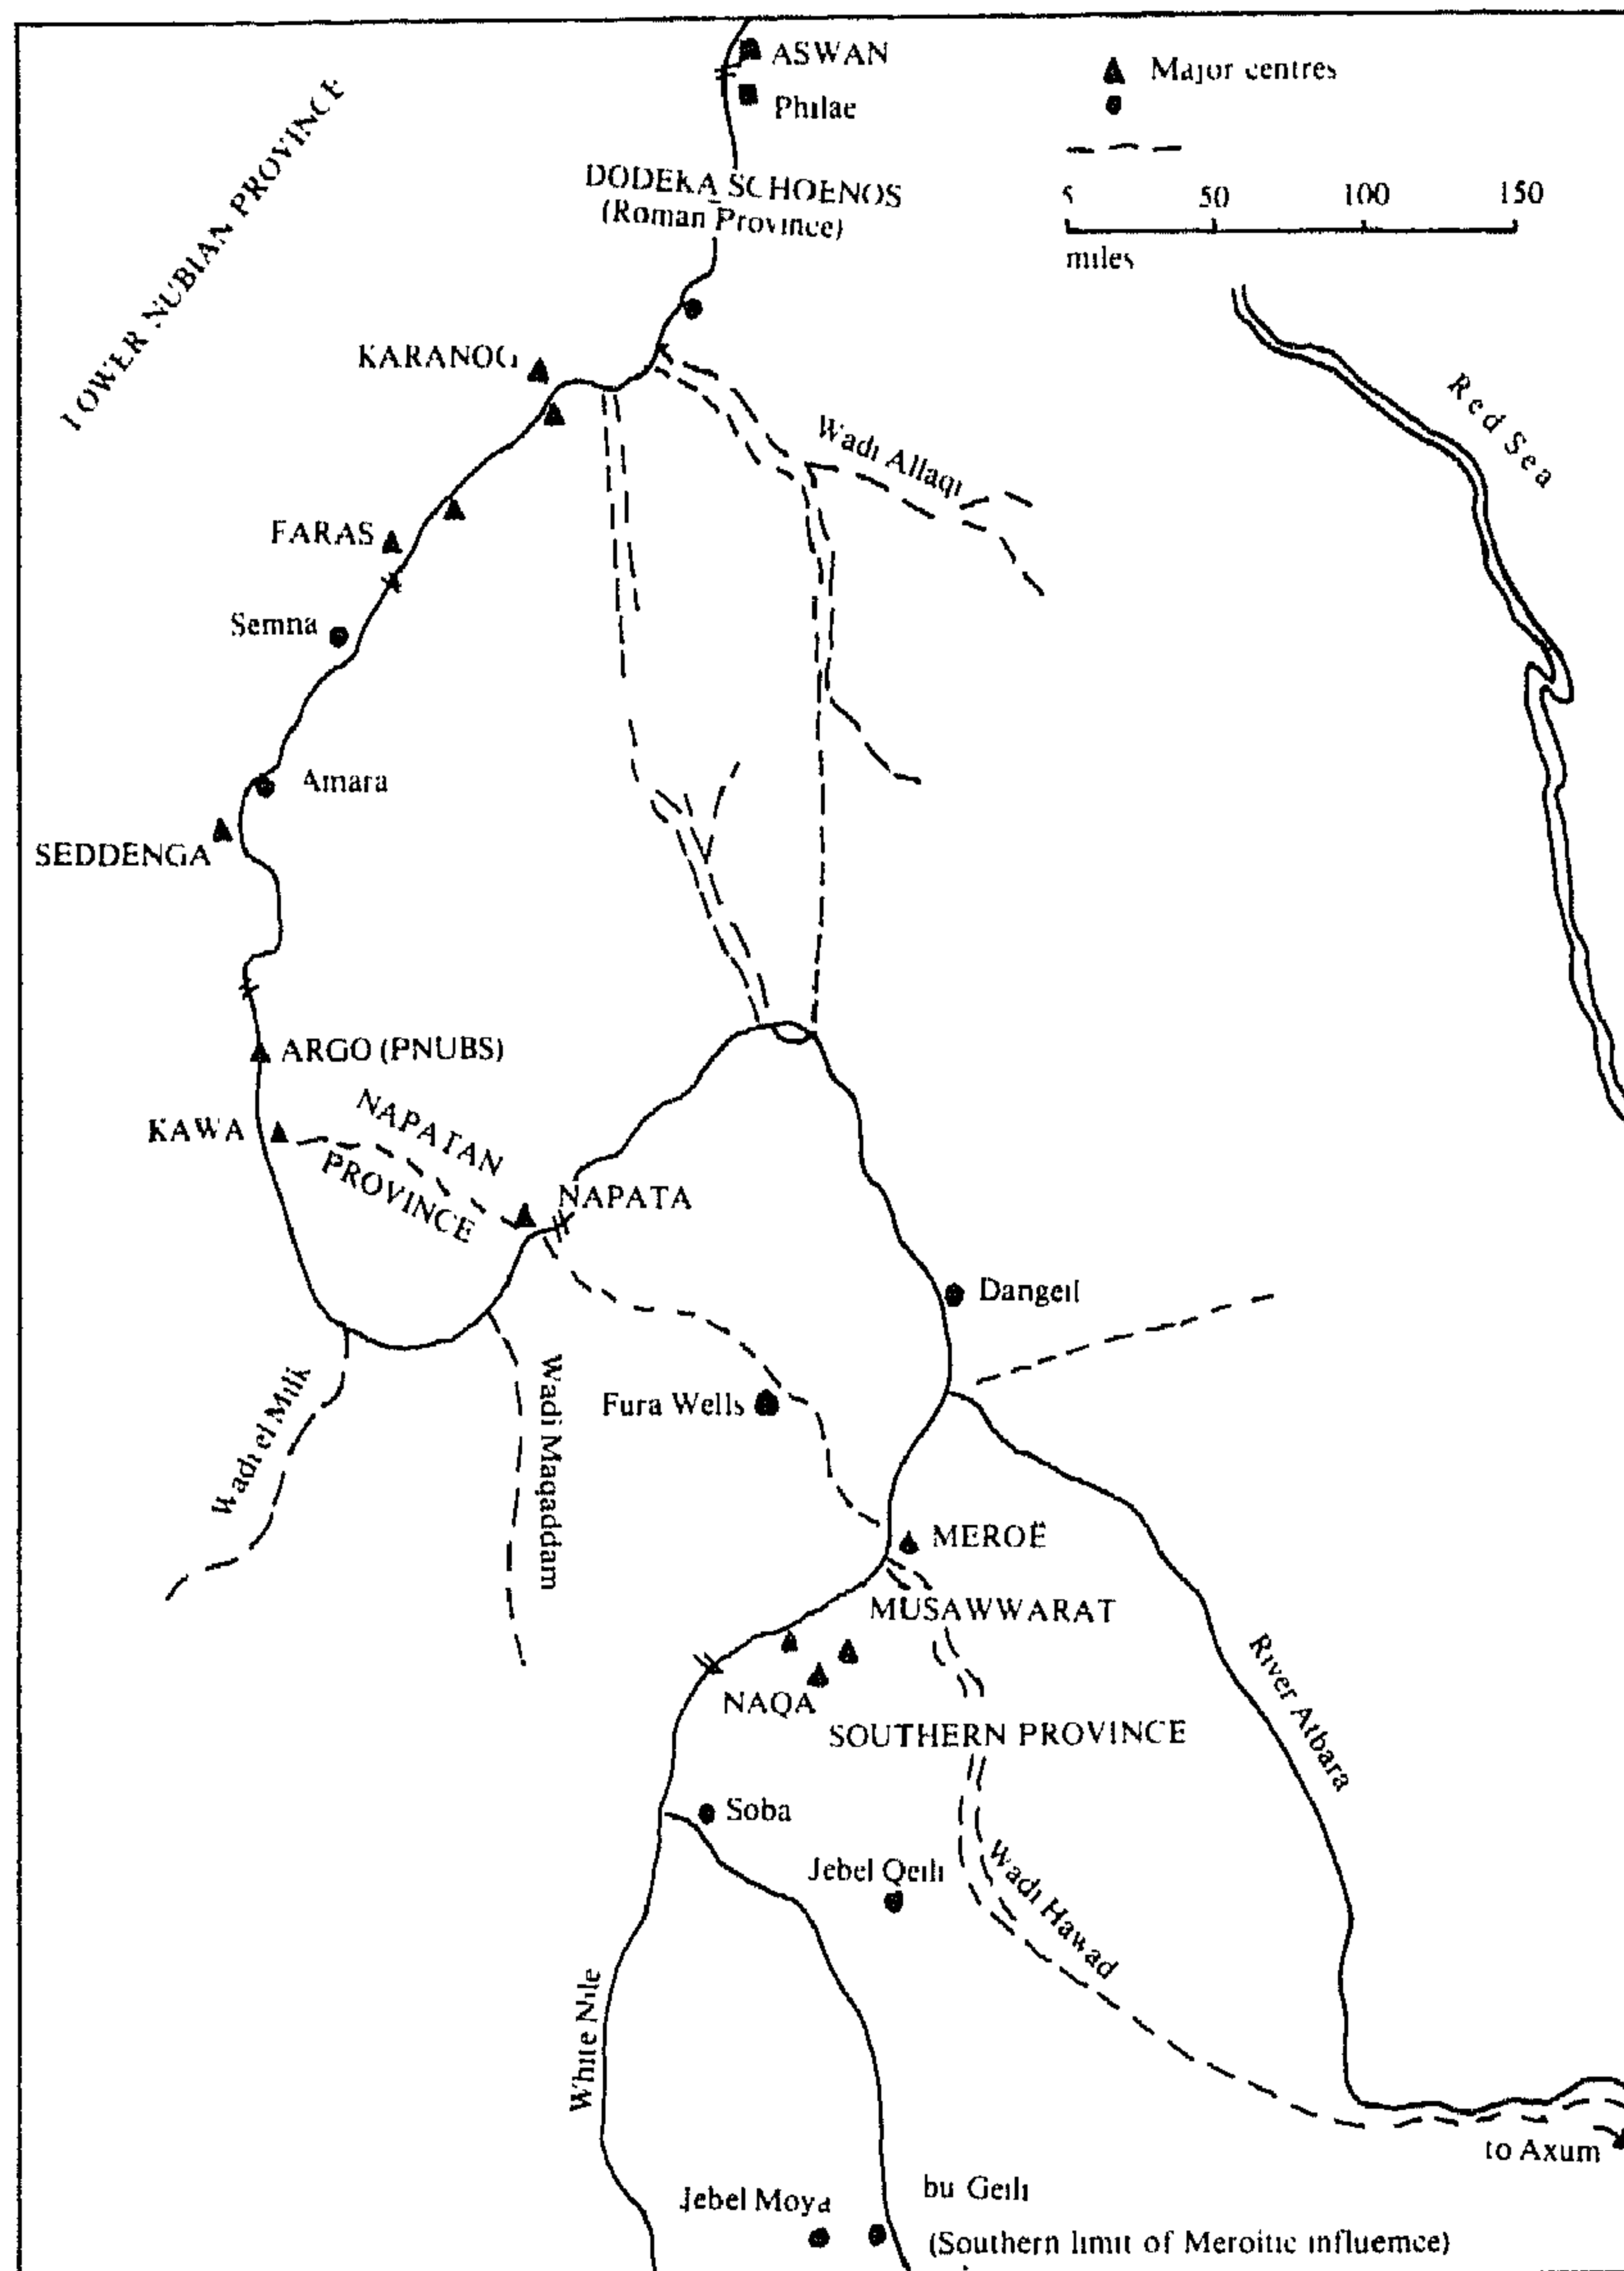 ASWAN
Philae
Major centres
5 50 100 150
miles
LOWER NUBIAN PROVINCE
DODEKA SCHOENOS
(Roman Province)
KARANOG
Red Sea
Wadi Allaqi
FARAS
Semna
Amara
SEDDENGA
ARGO (PNUBS)
KAWA
NAPATAN
PROVINCE
NAPATA
Dangeil
Wadi el Milk
Wadi Maqaddam
Fura Wells
MEROË
MUSAWWARAT
NAQA
SOUTHERN PROVINCE
River Atbara
Soba
Jebel Qeili
Wadi Hawad
White Nile
to Axum
Jebel Moya
bu Geili
(Southern limit of Meroitic influemce)